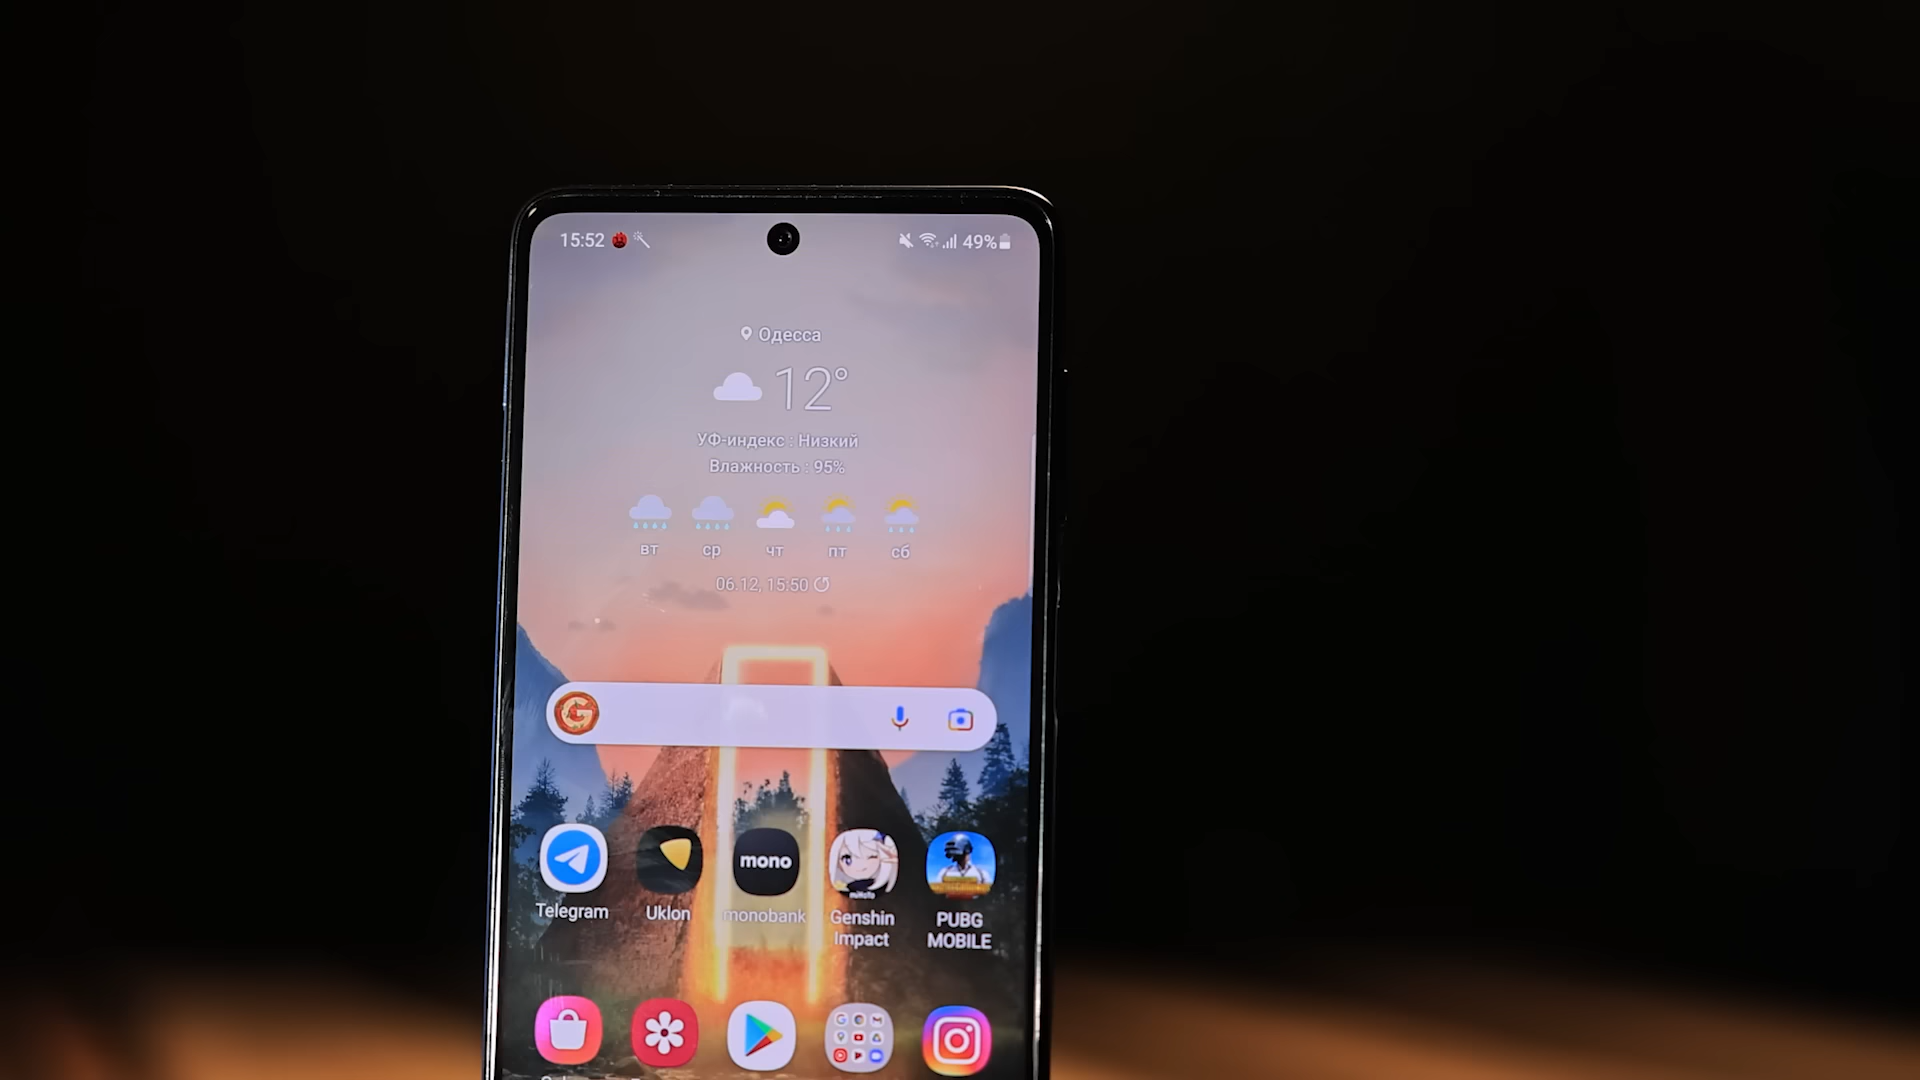 15:52
49%
Одесса
12°
УФ-индекс : Низкий
Влажность : 95%
вт ср чт пт сб
06.12, 15:50
G
mono
Telegram Uklon monobank Genshin Impact PUBG MOBILE